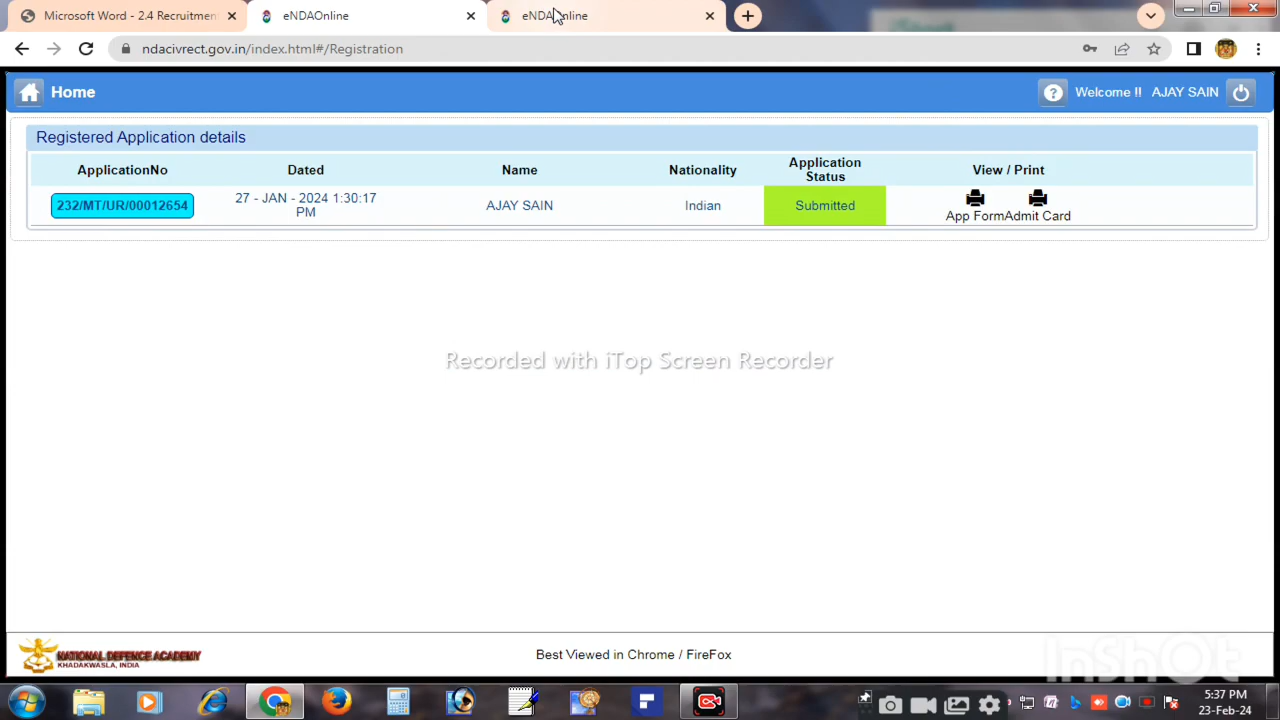 Microsoft Word - 2.4 Recruitment
eNDAOnline
eNDAOnline
ndacivrect.gov.in/index.html#/Registration
Home
Welcome !! AJAY SAIN
Registered Application details
ApplicationNo Dated Name Nationality Application Status View / Print
232/MT/UR/00012654 27 - JAN - 2024 1:30:17 PM AJAY SAIN Indian Submitted App Form Admit Card
Recorded with iTop Screen Recorder
NATIONAL DEFENCE ACADEMY
KHADAKWASLA, INDIA
Best Viewed in Chrome / FireFox
InShOt
5:37 PM
23-Feb-24